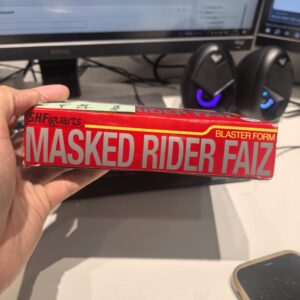 S.H.Figuarts
BLASTER FORM
MASKED RIDER FAIZ